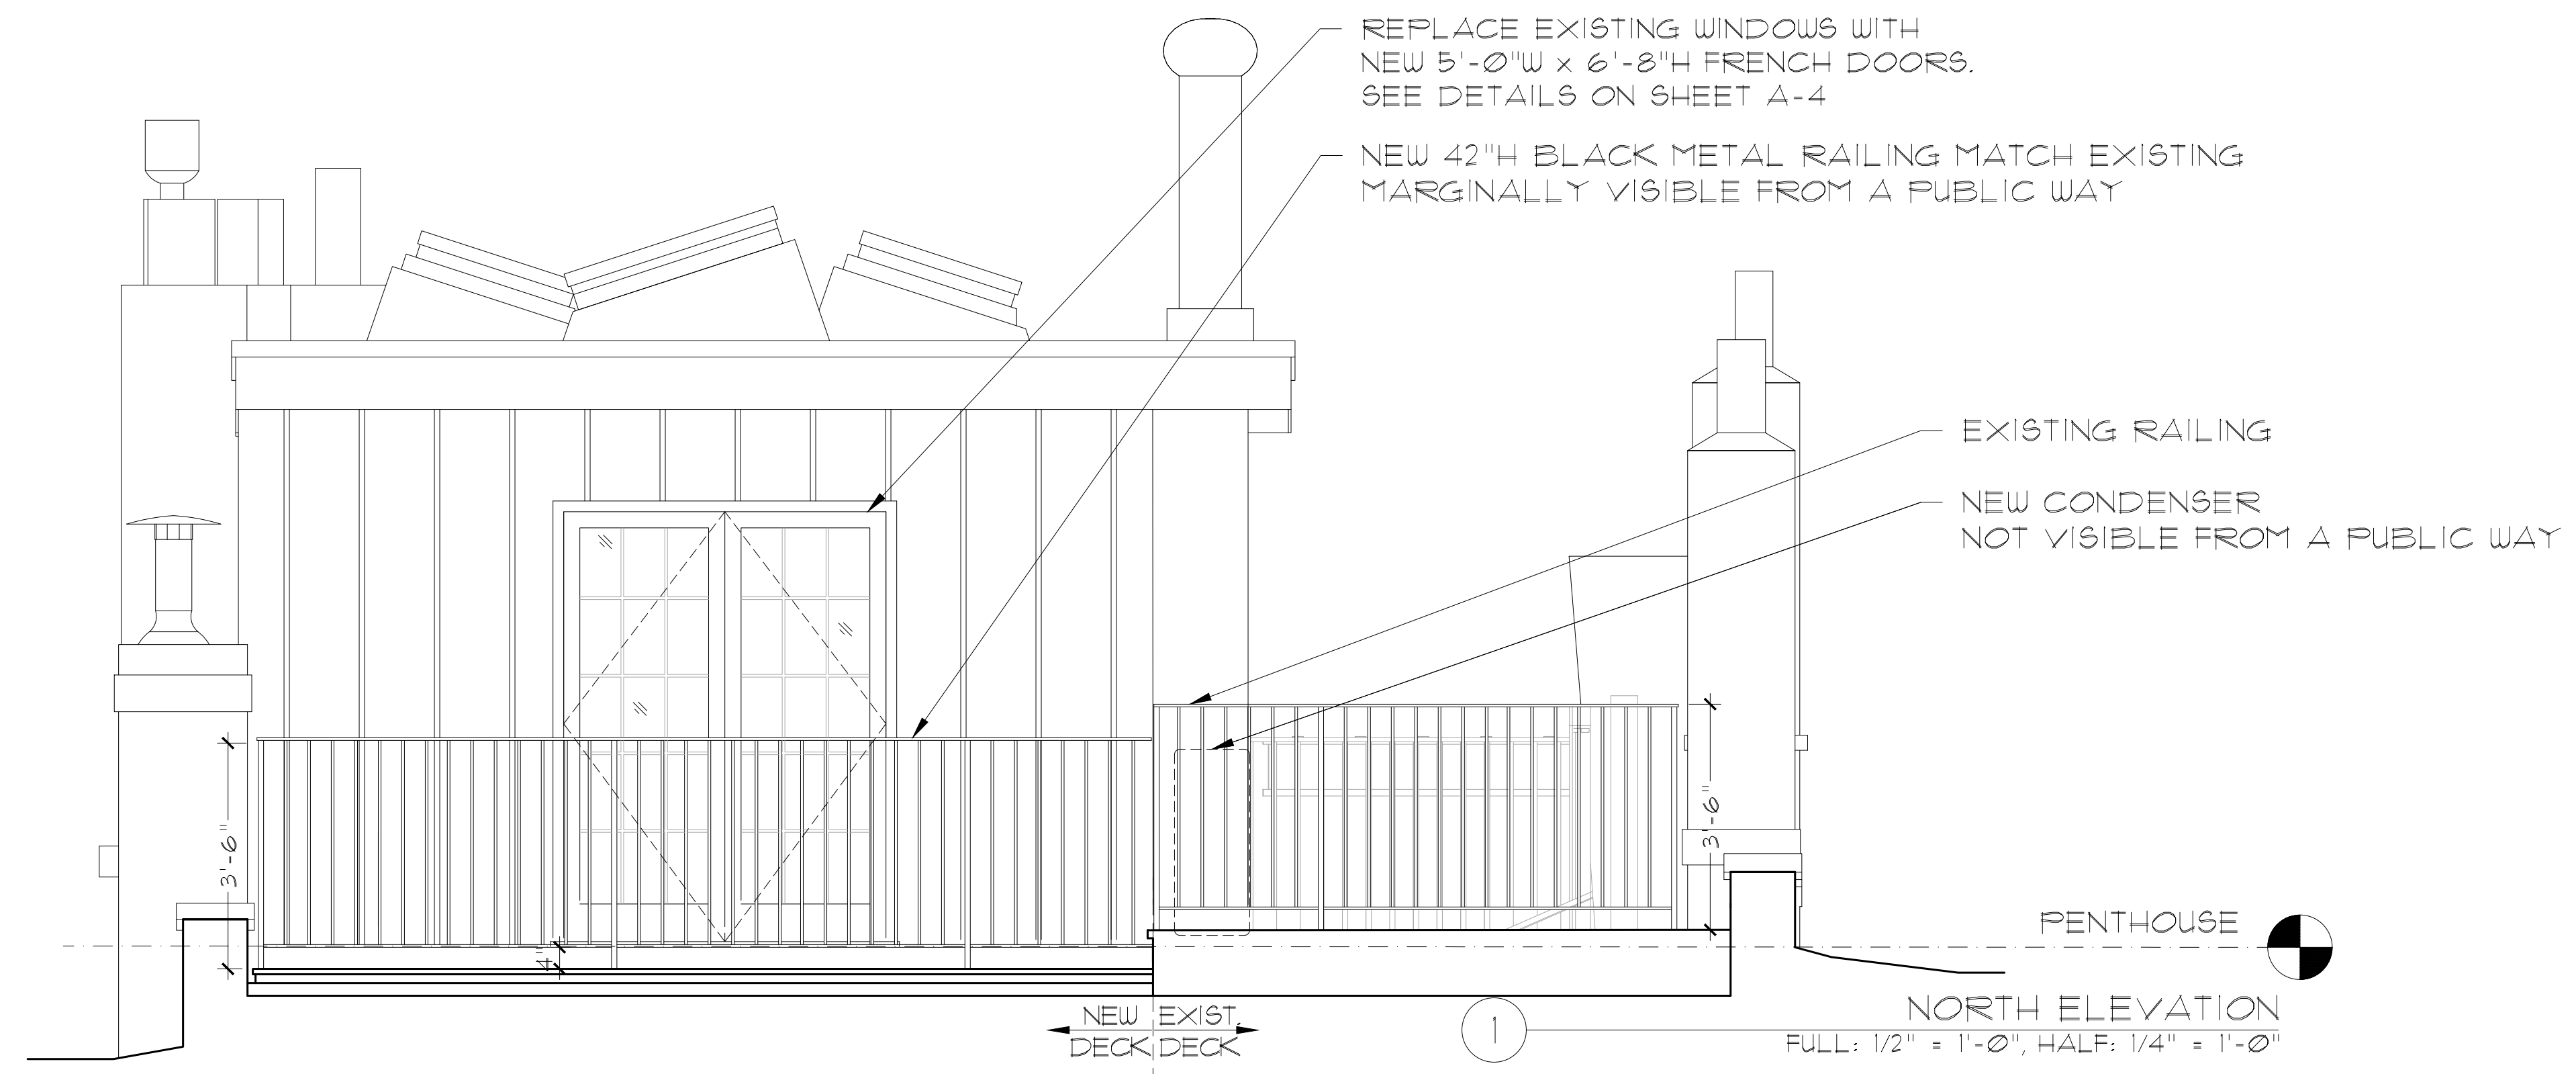 REPLACE EXISTING WINDOWS WITH
NEW 5'-0"W x 6'-8"H FRENCH DOORS.
SEE DETAILS ON SHEET A-4
NEW 42"H BLACK METAL RAILING MATCH EXISTING
MARGINALLY VISIBLE FROM A PUBLIC WAY
EXISTING RAILING
NEW CONDENSER
NOT VISIBLE FROM A PUBLIC WAY
3'-6"
3'-6"
4"
PENTHOUSE
NEW EXIST.
DECK DECK
1
NORTH ELEVATION
FULL: 1/2" = 1'-0", HALF: 1/4" = 1'-0"